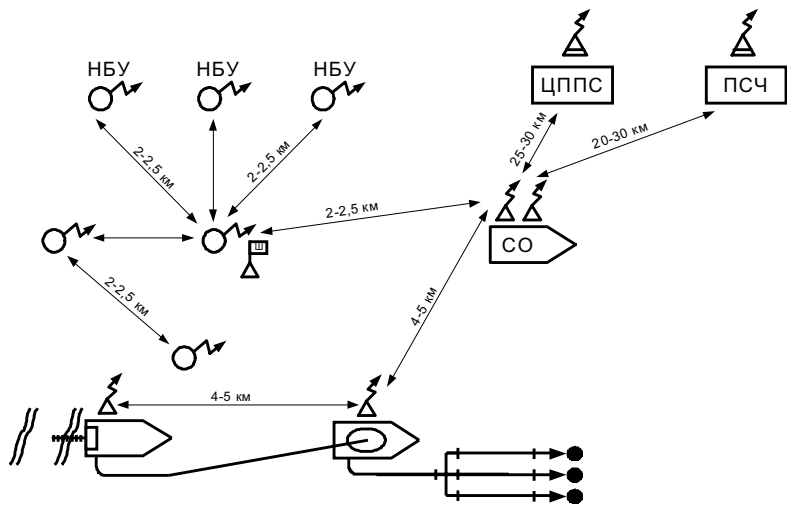 НБУ
НБУ
НБУ
ЦППС
ПСЧ
2-2,5 км
2-2,5 км
25-30 км
20-30 км
2-2,5 км
Ш
СО
2-2,5 км
4-5 км
4-5 км